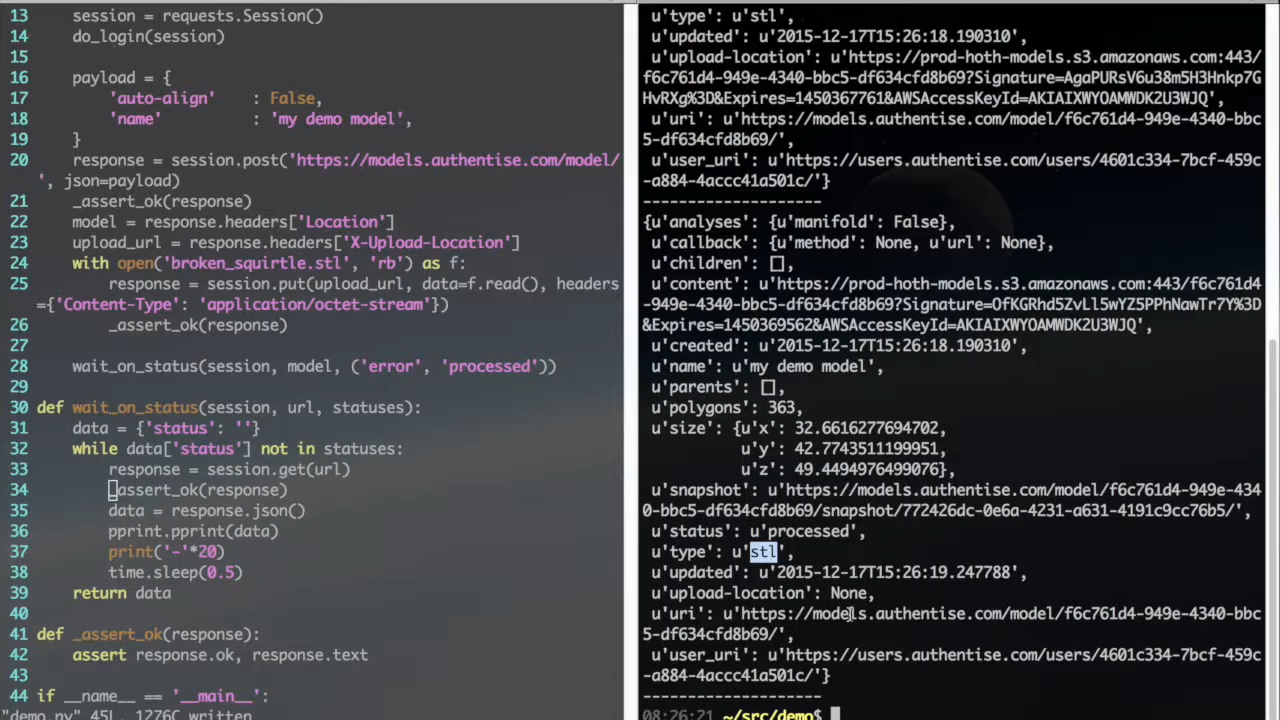 13     session = requests.Session()
14     do_login(session)
15
16     payload = {
17         'auto-align'    : False,
18         'name'          : 'my demo model',
19     }
20     response = session.post('https://models.authentise.com/model/
', json=payload)
21     _assert_ok(response)
22     model = response.headers['Location']
23     upload_url = response.headers['X-Upload-Location']
24     with open('broken_squirtle.stl', 'rb') as f:
25         response = session.put(upload_url, data=f.read(), headers
={'Content-Type': 'application/octet-stream'})
26         _assert_ok(response)
27
28     wait_on_status(session, model, ('error', 'processed'))
29
30 def wait_on_status(session, url, statuses):
31     data = {'status': ''}
32     while data['status'] not in statuses:
33         response = session.get(url)
34         _assert_ok(response)
35         data = response.json()
36         pprint.pprint(data)
37         print('-'*20)
38         time.sleep(0.5)
39     return data
40
41 def _assert_ok(response):
42     assert response.ok, response.text
43
44 if __name__ == '__main__':
"demo.py" 45L, 1276C written
u'type': u'stl',
u'updated': u'2015-12-17T15:26:18.190310',
u'upload-location': u'https://prod-hoth-models.s3.amazonaws.com:443/
f6c761d4-949e-4340-bbc5-df634cfd8b69?Signature=AgaPURsV6u38m5H3Hnkp7G
HvRXg%3D&Expires=1450367761&AWSAccessKeyId=AKIAIXWYOAMWDK2U3WJQ',
u'uri': u'https://models.authentise.com/model/f6c761d4-949e-4340-bbc
5-df634cfd8b69/',
u'user_uri': u'https://users.authentise.com/users/4601c334-7bcf-459c
-a884-4accc41a501c/'}
--------------------
{u'analyses': {u'manifold': False},
u'callback': {u'method': None, u'url': None},
u'children': [],
u'content': u'https://prod-hoth-models.s3.amazonaws.com:443/f6c761d4
-949e-4340-bbc5-df634cfd8b69?Signature=OfKGRhd5ZvLl5wYZ5PPhNawTr7Y%3D
&Expires=1450369562&AWSAccessKeyId=AKIAIXWYOAMWDK2U3WJQ',
u'created': u'2015-12-17T15:26:18.190310',
u'name': u'my demo model',
u'parents': [],
u'polygons': 363,
u'size': {u'x': 32.6616277694702,
u'y': 42.7743511199951,
u'z': 49.4494976499076},
u'snapshot': u'https://models.authentise.com/model/f6c761d4-949e-434
0-bbc5-df634cfd8b69/snapshot/772426dc-0e6a-4231-a631-4191c9cc76b5/',
u'status': u'processed',
u'type': u'stl',
u'updated': u'2015-12-17T15:26:19.247788',
u'upload-location': None,
u'uri': u'https://models.authentise.com/model/f6c761d4-949e-4340-bbc
5-df634cfd8b69/',
u'user_uri': u'https://users.authentise.com/users/4601c334-7bcf-459c
-a884-4accc41a501c/'}
--------------------
08:26:21 ~/src/demo$